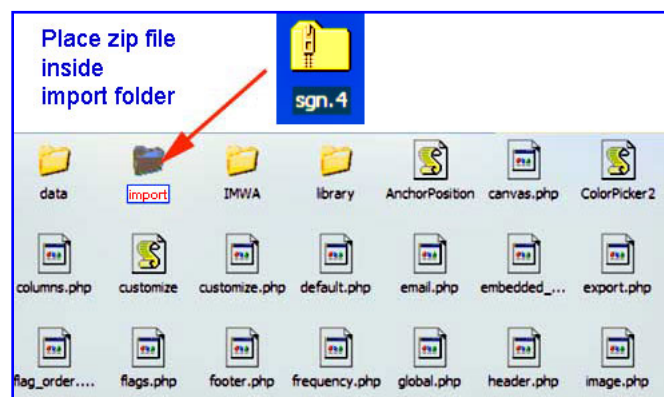 Place zip file
inside
import folder
sgn.4
data
import
IMWA
library
AnchorPosition
canvas.php
ColorPicker2
columns.php
customize
customize.php
default.php
email.php
embedded_...
export.php
flag_order....
flags.php
footer.php
frequency.php
global.php
header.php
image.php